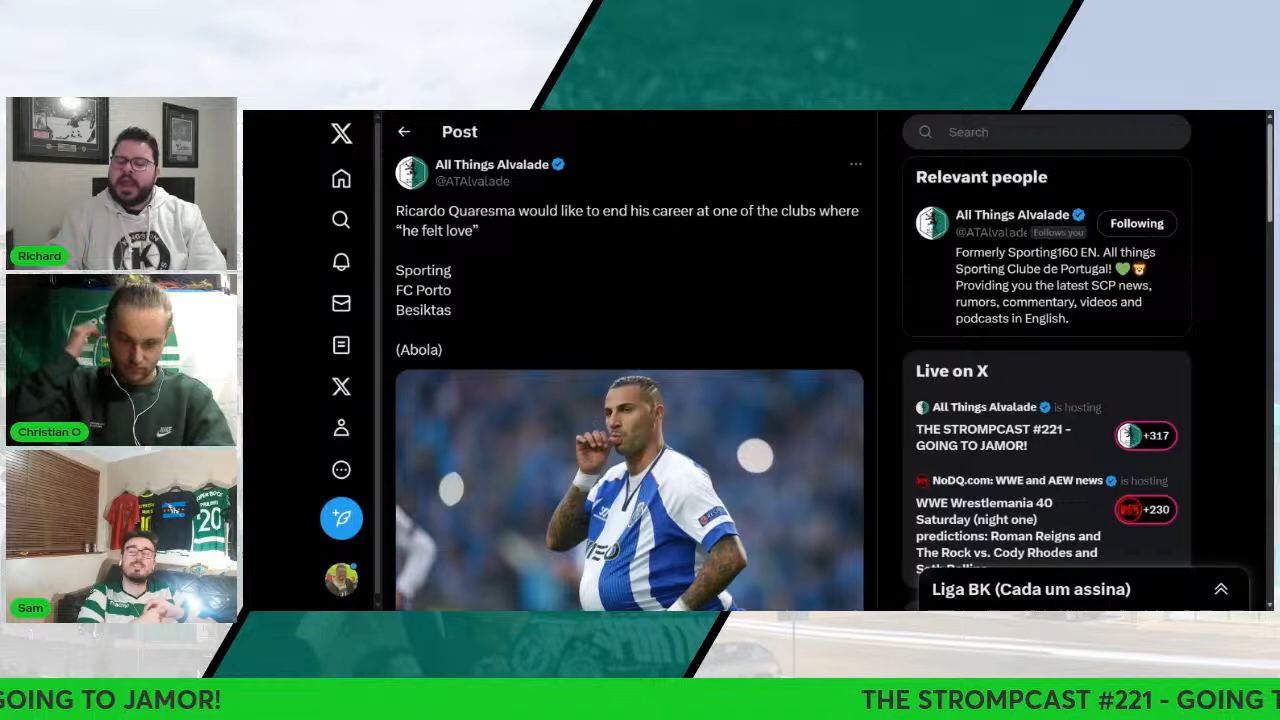 Richard
Christian O
Sam
Post
All Things Alvalade
@ATAlvalade
Ricardo Quaresma would like to end his career at one of the clubs where
“he felt love”
Sporting
FC Porto
Besiktas
(Abola)
Search
Relevant people
All Things Alvalade
@ATAlvalade Follows you
Following
Formerly Sporting160 EN. All things
Sporting Clube de Portugal! 💚🦁
Providing you the latest SCP news,
rumors, commentary, videos and
podcasts in English.
Live on X
All Things Alvalade is hosting
THE STROMPCAST #221 -
GOING TO JAMOR!
+317
NoDQ.com: WWE and AEW news is hosting
WWE Wrestlemania 40
Saturday (night one)
predictions: Roman Reigns and
The Rock vs. Cody Rhodes and
+230
Liga BK (Cada um assina)
20
GOING TO JAMOR!
THE STROMPCAST #221 - GOING T